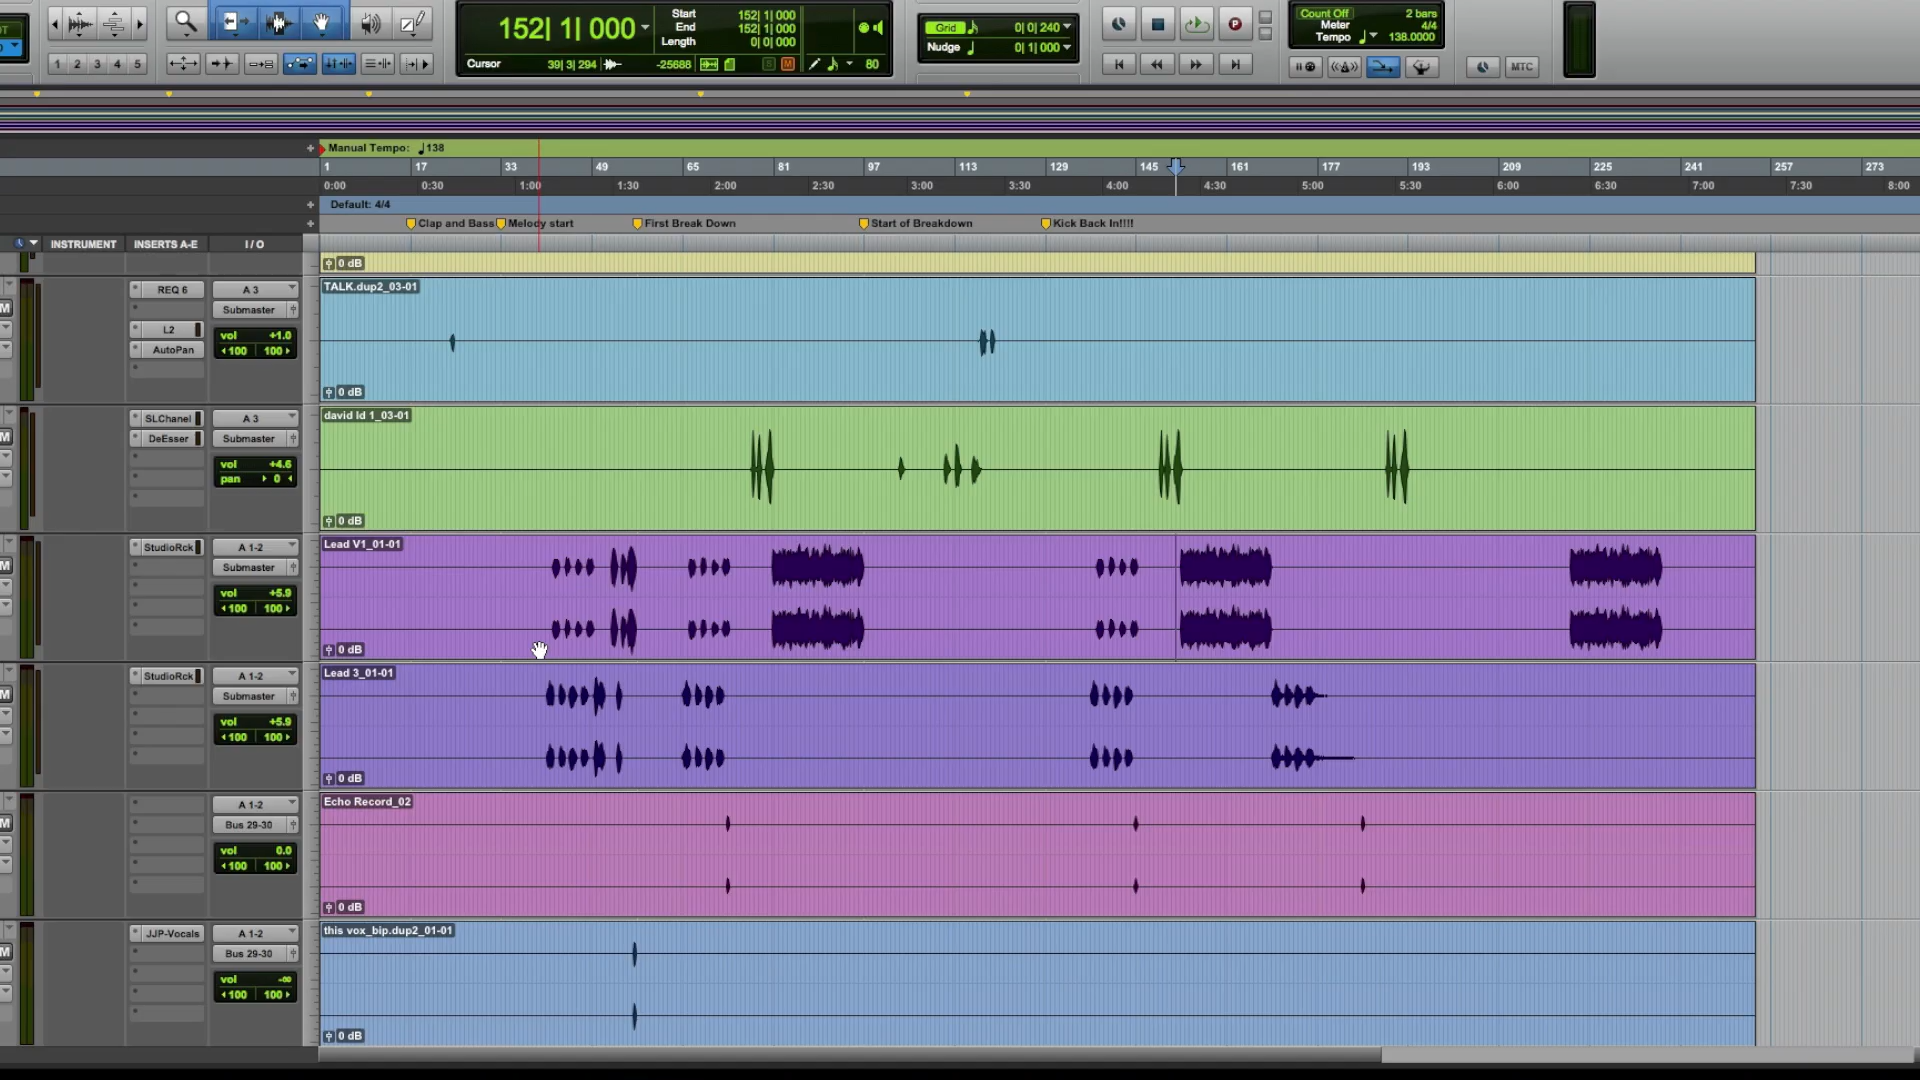 152| 1| 000
Start 152| 1| 000
End 152| 1| 000
Length 0| 0| 000
Cursor 39| 3| 294 -25688 S M 80
Grid 0| 0| 240
Nudge 0| 1| 000
Count Off 2 bars
Meter 4/4
Tempo 138.0000
1 2 3 4 5
MTC
Manual Tempo: 138
1 17 33 49 65 81 97 113 129 145 161 177 193 209 225 241 257 273
0:00 0:30 1:00 1:30 2:00 2:30 3:00 3:30 4:00 4:30 5:00 5:30 6:00 6:30 7:00 7:30 8:00
Default: 4/4
Clap and Bass Melody start First Break Down Start of Breakdown Kick Back In!!!!
INSTRUMENT INSERTS A-E I / O
0 dB
TALK.dup2_03-01
REQ 6 A 3
Submaster
L2
vol +1.0
AutoPan 100 100
M
0 dB
david ld 1_03-01
SLChanel A 3
DeEsser Submaster
M
vol +4.6
pan 0
0 dB
Lead V1_01-01
StudioRck A 1-2
Submaster
M
vol +5.9
100 100
0 dB
Lead 3_01-01
StudioRck A 1-2
Submaster
M
vol +5.9
100 100
0 dB
Echo Record_02
A 1-2
Bus 29-30
M
vol 0.0
100 100
0 dB
this vox_bip.dup2_01-01
JJP-Vocals A 1-2
Bus 29-30
M
vol -∞
100 100
0 dB